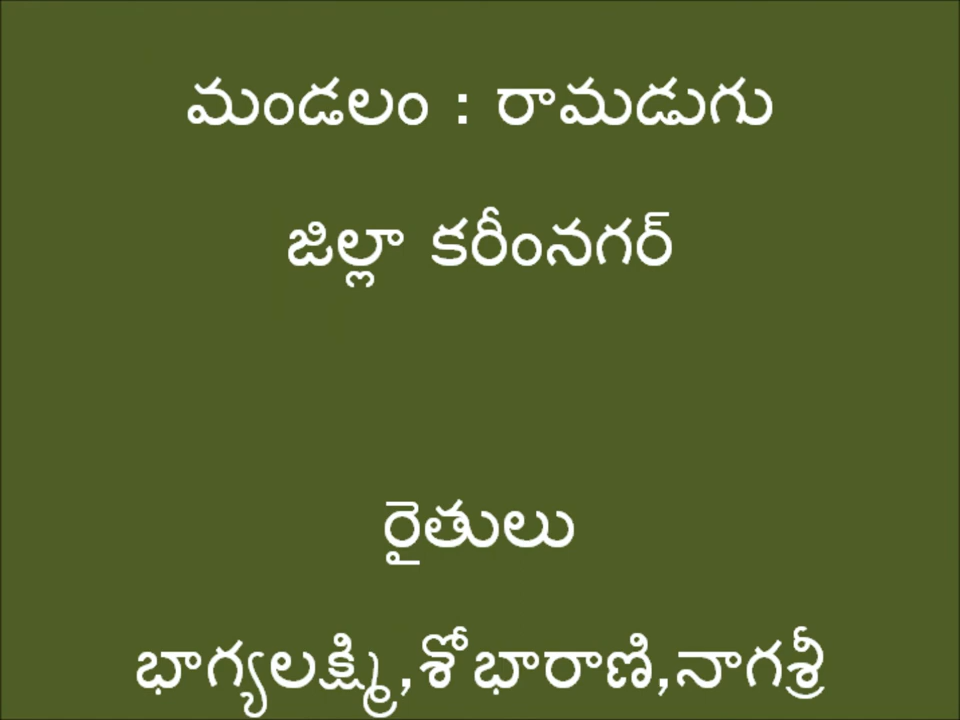 మండలం : రామడుగు
జిల్లా కరీంనగర్
రైతులు
భాగ్యలక్ష్మి,శోభారాణి,నాగశ్రీ